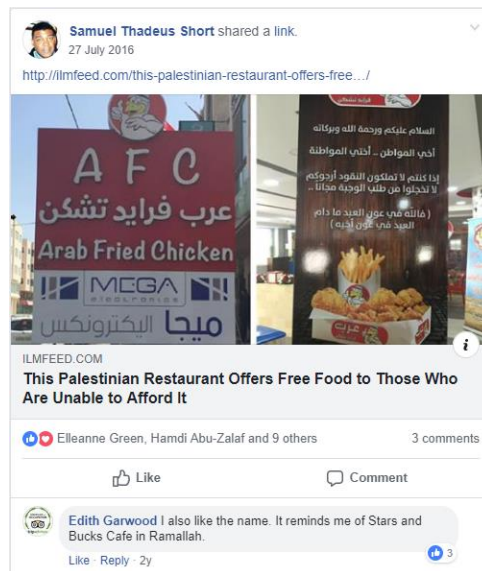 Samuel Thadeus Short shared a link.
27 July 2016
http://ilmfeed.com/this-palestinian-restaurant-offers-free…/
A F C
عرب فرايد تشكن
Arab Fried Chicken
MEGA
electronics
ميجا اليكترونكس
السلام عليكم ورحمة الله وبركاته
أخي المواطن .. أختي المواطنة
إذا كنتم لا تملكون النقود أرجوكم
لا تخجلوا من طلب الوجبة مجاناً ..
( فالله في عون العبد ما دام
العبد في عون أخيه )
عرب
i
ILMFEED.COM
This Palestinian Restaurant Offers Free Food to Those Who
Are Unable to Afford It
Elleanne Green, Hamdi Abu-Zalaf and 9 others
3 comments
Like
Comment
Edith Garwood I also like the name. It reminds me of Stars and
Bucks Cafe in Ramallah.
Like · Reply · 2y
3